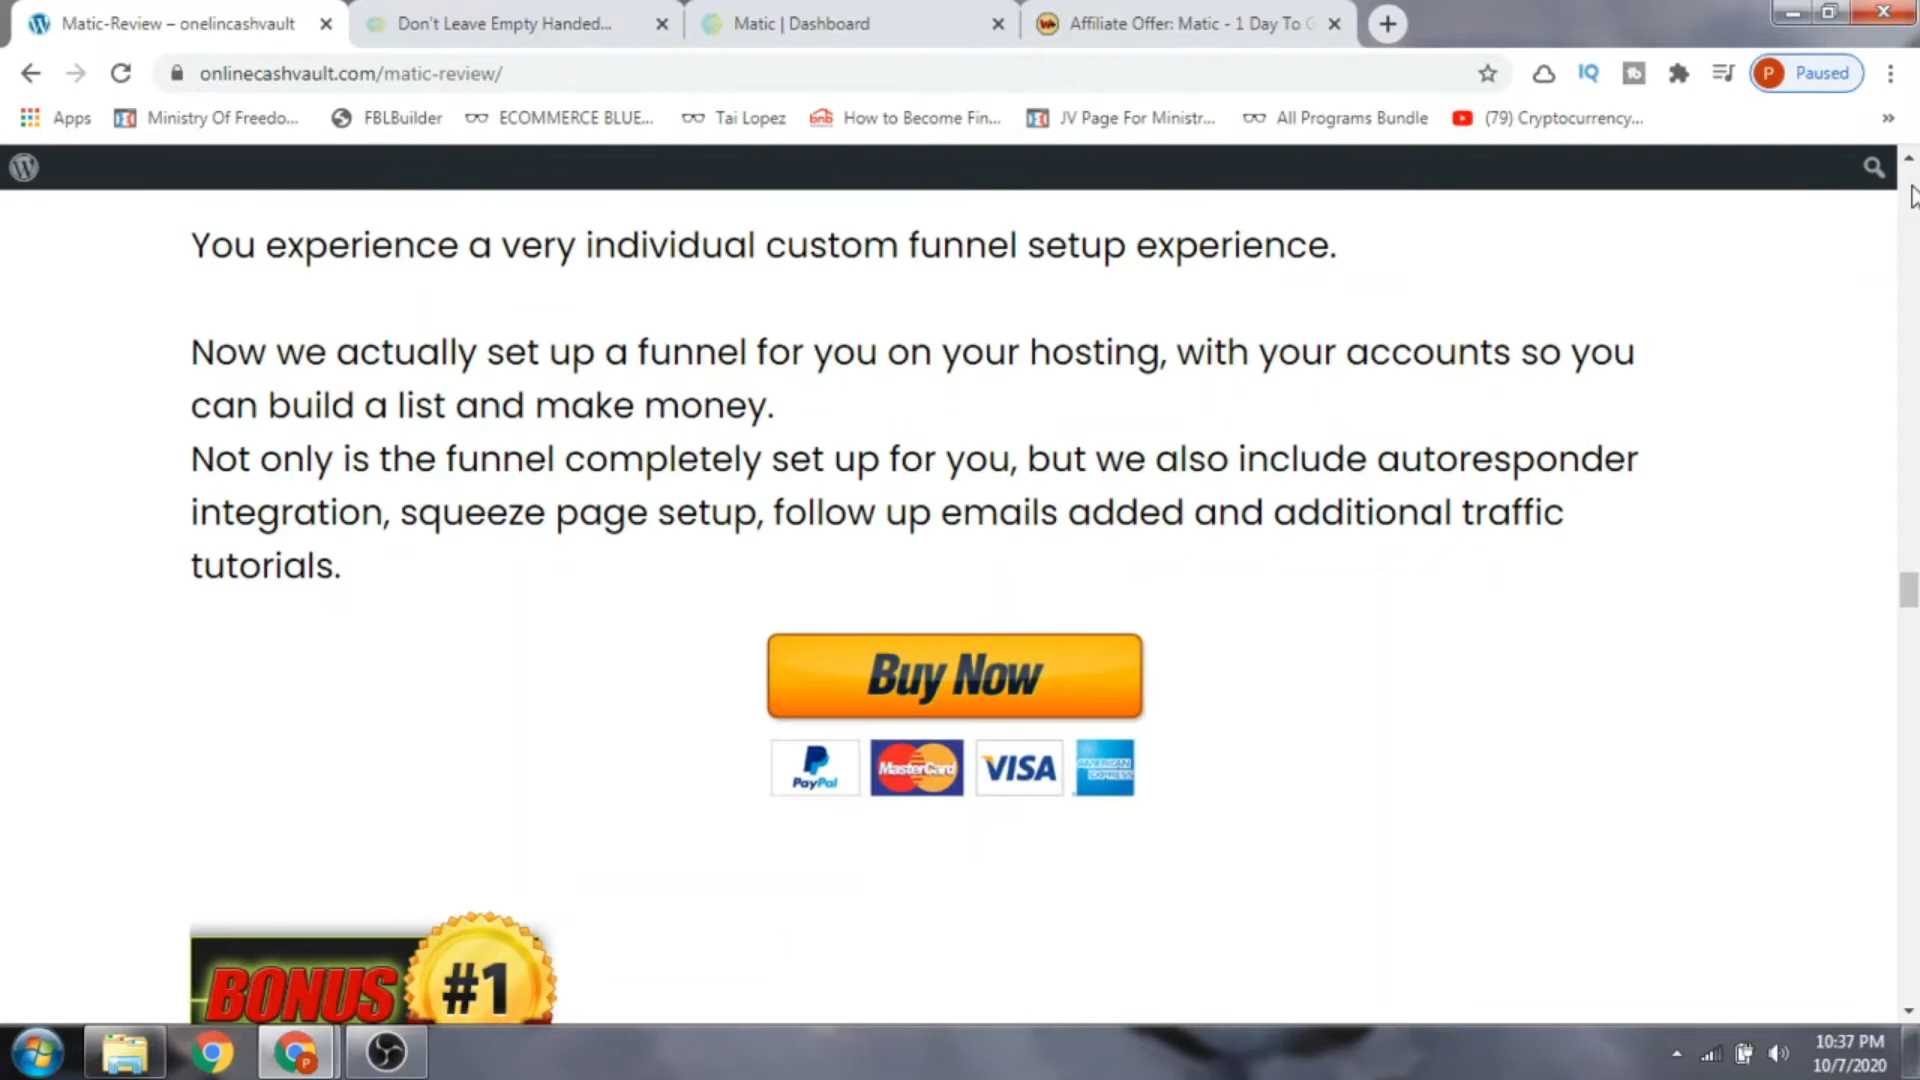 Matic-Review – onelincashvault
Don't Leave Empty Handed...
Matic | Dashboard
Affiliate Offer: Matic - 1 Day To G
onlinecashvault.com/matic-review/
IQ
P Paused
Apps
Ministry Of Freedo...
FBLBuilder
ECOMMERCE BLUE...
Tai Lopez
bnb
How to Become Fin...
JV Page For Ministr...
All Programs Bundle
(79) Cryptocurrency...
You experience a very individual custom funnel setup experience.
Now we actually set up a funnel for you on your hosting, with your accounts so you
can build a list and make money.
Not only is the funnel completely set up for you, but we also include autoresponder
integration, squeeze page setup, follow up emails added and additional traffic
tutorials.
Buy Now
PayPal
MasterCard
VISA
AMERICAN EXPRESS
BONUS
#1
P
10:37 PM
10/7/2020